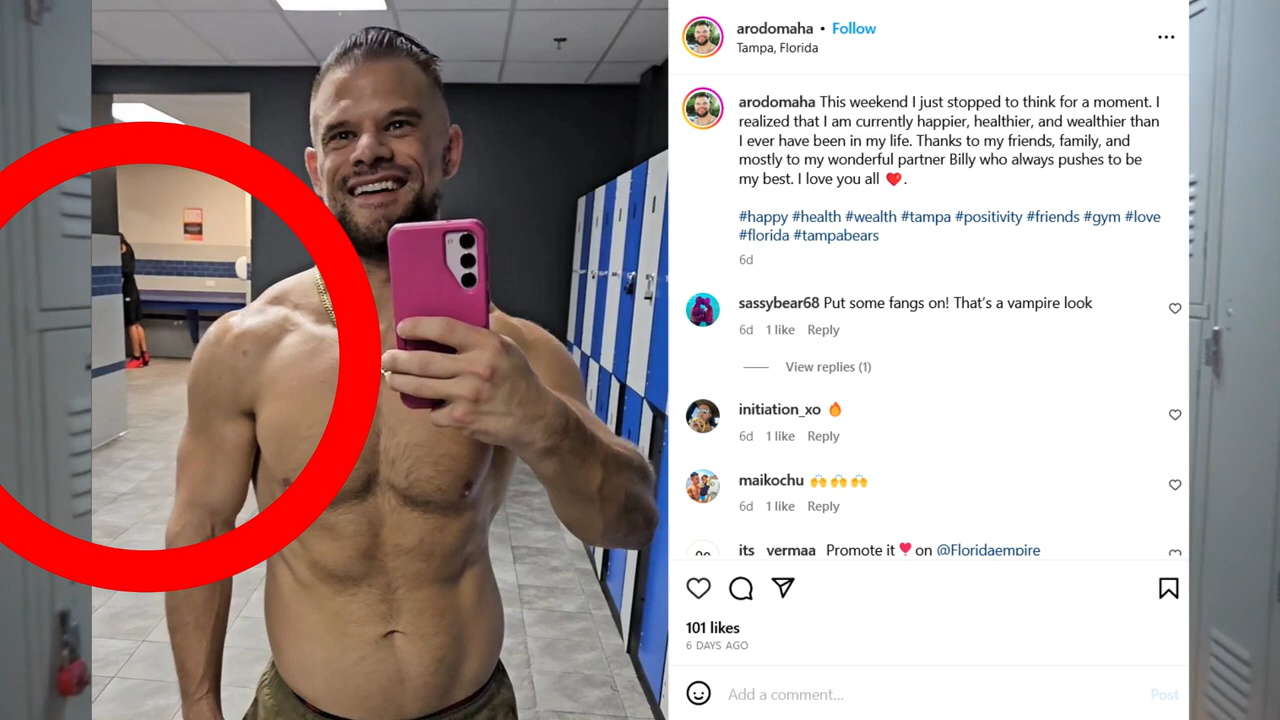 arodomaha • Follow
Tampa, Florida
arodomaha This weekend I just stopped to think for a moment. I
realized that I am currently happier, healthier, and wealthier than
I ever have been in my life. Thanks to my friends, family, and
mostly to my wonderful partner Billy who always pushes to be
my best. I love you all ❤️.
#happy #health #wealth #tampa #positivity #friends #gym #love
#florida #tampabears
6d
sassybear68 Put some fangs on! That's a vampire look
6d 1 like Reply
View replies (1)
initiation_xo 🔥
6d 1 like Reply
maikochu 🙌🙌🙌
6d 1 like Reply
its_vermaa_ Promote it❣️on @Floridaempire
101 likes
6 DAYS AGO
Add a comment...
Post